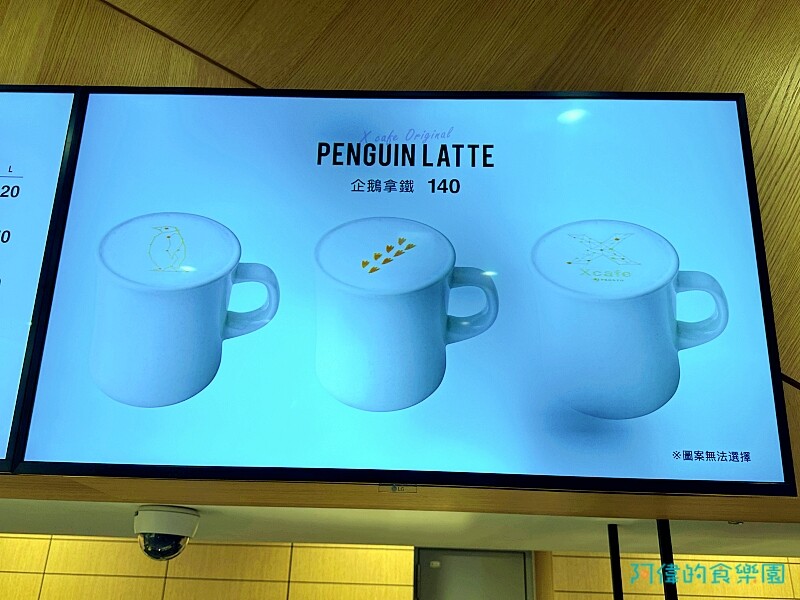 X cafe Original
PENGUIN LATTE
企鵝拿鐵 140
L
20
0
Xcafe
※圖案無法選擇
LG
阿偉的食樂園